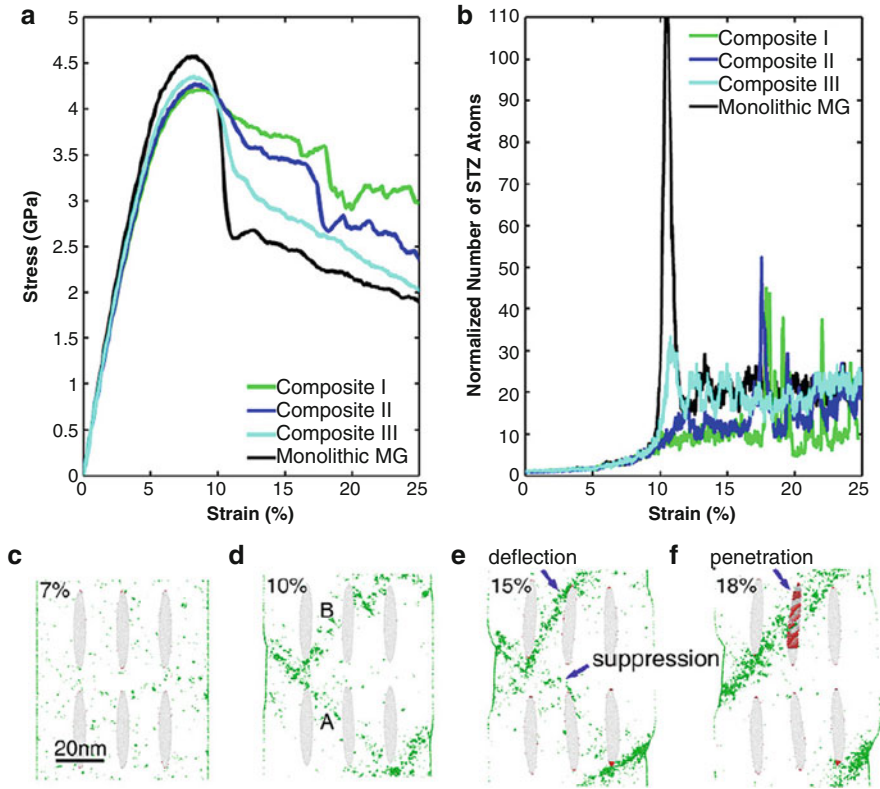 a
5
4.5
4
3.5
3
2.5
2
1.5
1
0.5
0
0
5
10
15
20
25
Stress (GPa)
Strain (%)
Composite I
Composite II
Composite III
Monolithic MG
b
110
100
90
80
70
60
50
40
30
20
10
0
0
5
10
15
20
25
Normalized Number of STZ Atoms
Strain (%)
Composite I
Composite II
Composite III
Monolithic MG
c
7%
20nm
d
10%
B
A
e
deflection
15%
suppression
f
penetration
18%